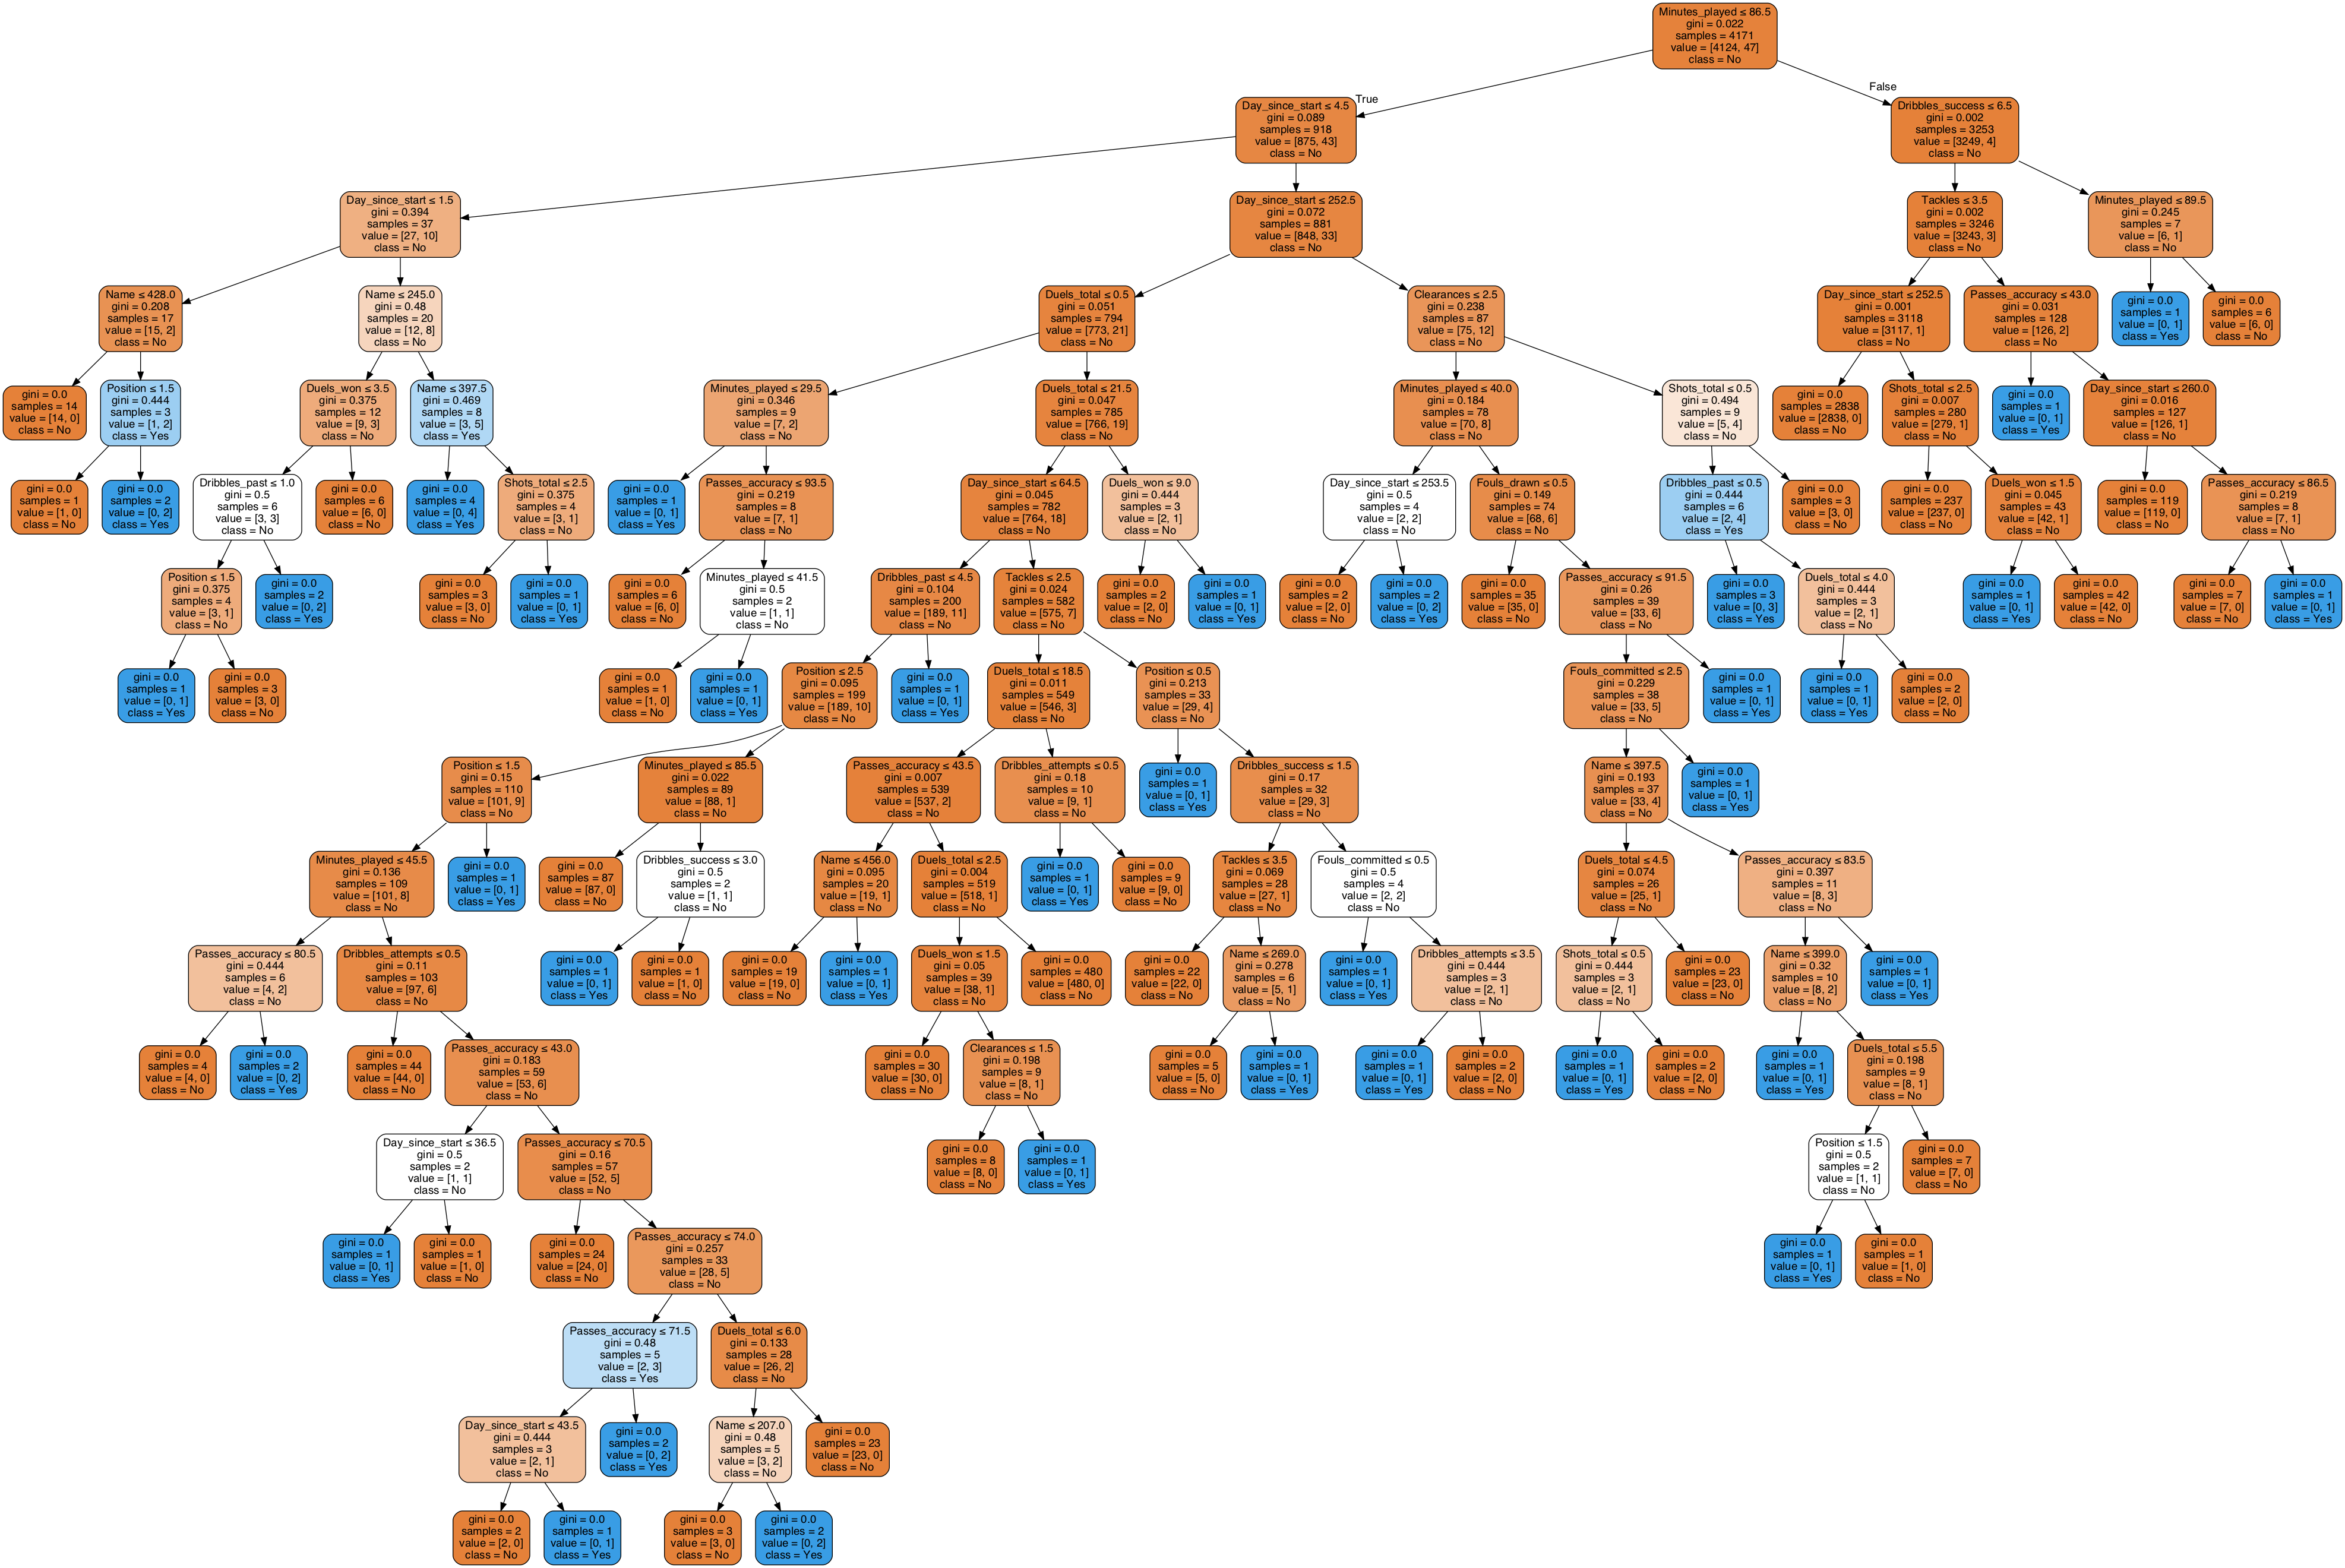 Minutes_played ≤ 86.5
gini = 0.022
samples = 4171
value = [4124, 47]
class = No
True
False
Day_since_start ≤ 4.5
gini = 0.089
samples = 918
value = [875, 43]
class = No
Dribbles_success ≤ 6.5
gini = 0.002
samples = 3253
value = [3249, 4]
class = No
Day_since_start ≤ 1.5
gini = 0.394
samples = 37
value = [27, 10]
class = No
Day_since_start ≤ 252.5
gini = 0.072
samples = 881
value = [848, 33]
class = No
Tackles ≤ 3.5
gini = 0.002
samples = 3246
value = [3243, 3]
class = No
Minutes_played ≤ 89.5
gini = 0.245
samples = 7
value = [6, 1]
class = No
Name ≤ 428.0
gini = 0.208
samples = 17
value = [15, 2]
class = No
Name ≤ 245.0
gini = 0.48
samples = 20
value = [12, 8]
class = No
Duels_total ≤ 0.5
gini = 0.051
samples = 794
value = [773, 21]
class = No
Clearances ≤ 2.5
gini = 0.238
samples = 87
value = [75, 12]
class = No
Day_since_start ≤ 252.5
gini = 0.001
samples = 3118
value = [3117, 1]
class = No
Passes_accuracy ≤ 43.0
gini = 0.031
samples = 128
value = [126, 2]
class = No
gini = 0.0
samples = 1
value = [0, 1]
class = Yes
gini = 0.0
samples = 6
value = [6, 0]
class = No
gini = 0.0
samples = 14
value = [14, 0]
class = No
Position ≤ 1.5
gini = 0.444
samples = 3
value = [1, 2]
class = Yes
Duels_won ≤ 3.5
gini = 0.375
samples = 12
value = [9, 3]
class = No
Name ≤ 397.5
gini = 0.469
samples = 8
value = [3, 5]
class = Yes
Minutes_played ≤ 29.5
gini = 0.346
samples = 9
value = [7, 2]
class = No
Duels_total ≤ 21.5
gini = 0.047
samples = 785
value = [766, 19]
class = No
Minutes_played ≤ 40.0
gini = 0.184
samples = 78
value = [70, 8]
class = No
Shots_total ≤ 0.5
gini = 0.494
samples = 9
value = [5, 4]
class = No
gini = 0.0
samples = 2838
value = [2838, 0]
class = No
Shots_total ≤ 2.5
gini = 0.007
samples = 280
value = [279, 1]
class = No
gini = 0.0
samples = 1
value = [0, 1]
class = Yes
Day_since_start ≤ 260.0
gini = 0.016
samples = 127
value = [126, 1]
class = No
gini = 0.0
samples = 1
value = [1, 0]
class = No
gini = 0.0
samples = 2
value = [0, 2]
class = Yes
Dribbles_past ≤ 1.0
gini = 0.5
samples = 6
value = [3, 3]
class = No
gini = 0.0
samples = 6
value = [6, 0]
class = No
gini = 0.0
samples = 4
value = [0, 4]
class = Yes
Shots_total ≤ 2.5
gini = 0.375
samples = 4
value = [3, 1]
class = No
gini = 0.0
samples = 1
value = [0, 1]
class = Yes
Passes_accuracy ≤ 93.5
gini = 0.219
samples = 8
value = [7, 1]
class = No
Day_since_start ≤ 64.5
gini = 0.045
samples = 782
value = [764, 18]
class = No
Duels_won ≤ 9.0
gini = 0.444
samples = 3
value = [2, 1]
class = No
Day_since_start ≤ 253.5
gini = 0.5
samples = 4
value = [2, 2]
class = No
Fouls_drawn ≤ 0.5
gini = 0.149
samples = 74
value = [68, 6]
class = No
Dribbles_past ≤ 0.5
gini = 0.444
samples = 6
value = [2, 4]
class = Yes
gini = 0.0
samples = 3
value = [3, 0]
class = No
gini = 0.0
samples = 237
value = [237, 0]
class = No
Duels_won ≤ 1.5
gini = 0.045
samples = 43
value = [42, 1]
class = No
gini = 0.0
samples = 119
value = [119, 0]
class = No
Passes_accuracy ≤ 86.5
gini = 0.219
samples = 8
value = [7, 1]
class = No
Position ≤ 1.5
gini = 0.375
samples = 4
value = [3, 1]
class = No
gini = 0.0
samples = 2
value = [0, 2]
class = Yes
gini = 0.0
samples = 3
value = [3, 0]
class = No
gini = 0.0
samples = 1
value = [0, 1]
class = Yes
gini = 0.0
samples = 6
value = [6, 0]
class = No
Minutes_played ≤ 41.5
gini = 0.5
samples = 2
value = [1, 1]
class = No
Dribbles_past ≤ 4.5
gini = 0.104
samples = 200
value = [189, 11]
class = No
Tackles ≤ 2.5
gini = 0.024
samples = 582
value = [575, 7]
class = No
gini = 0.0
samples = 2
value = [2, 0]
class = No
gini = 0.0
samples = 1
value = [0, 1]
class = Yes
gini = 0.0
samples = 2
value = [2, 0]
class = No
gini = 0.0
samples = 2
value = [0, 2]
class = Yes
gini = 0.0
samples = 35
value = [35, 0]
class = No
Passes_accuracy ≤ 91.5
gini = 0.26
samples = 39
value = [33, 6]
class = No
gini = 0.0
samples = 3
value = [0, 3]
class = Yes
Duels_total ≤ 4.0
gini = 0.444
samples = 3
value = [2, 1]
class = No
gini = 0.0
samples = 1
value = [0, 1]
class = Yes
gini = 0.0
samples = 42
value = [42, 0]
class = No
gini = 0.0
samples = 7
value = [7, 0]
class = No
gini = 0.0
samples = 1
value = [0, 1]
class = Yes
gini = 0.0
samples = 1
value = [0, 1]
class = Yes
gini = 0.0
samples = 3
value = [3, 0]
class = No
gini = 0.0
samples = 1
value = [1, 0]
class = No
gini = 0.0
samples = 1
value = [0, 1]
class = Yes
Position ≤ 2.5
gini = 0.095
samples = 199
value = [189, 10]
class = No
gini = 0.0
samples = 1
value = [0, 1]
class = Yes
Duels_total ≤ 18.5
gini = 0.011
samples = 549
value = [546, 3]
class = No
Position ≤ 0.5
gini = 0.213
samples = 33
value = [29, 4]
class = No
Fouls_committed ≤ 2.5
gini = 0.229
samples = 38
value = [33, 5]
class = No
gini = 0.0
samples = 1
value = [0, 1]
class = Yes
gini = 0.0
samples = 1
value = [0, 1]
class = Yes
gini = 0.0
samples = 2
value = [2, 0]
class = No
Position ≤ 1.5
gini = 0.15
samples = 110
value = [101, 9]
class = No
Minutes_played ≤ 85.5
gini = 0.022
samples = 89
value = [88, 1]
class = No
Passes_accuracy ≤ 43.5
gini = 0.007
samples = 539
value = [537, 2]
class = No
Dribbles_attempts ≤ 0.5
gini = 0.18
samples = 10
value = [9, 1]
class = No
gini = 0.0
samples = 1
value = [0, 1]
class = Yes
Dribbles_success ≤ 1.5
gini = 0.17
samples = 32
value = [29, 3]
class = No
Name ≤ 397.5
gini = 0.193
samples = 37
value = [33, 4]
class = No
gini = 0.0
samples = 1
value = [0, 1]
class = Yes
Minutes_played ≤ 45.5
gini = 0.136
samples = 109
value = [101, 8]
class = No
gini = 0.0
samples = 1
value = [0, 1]
class = Yes
gini = 0.0
samples = 87
value = [87, 0]
class = No
Dribbles_success ≤ 3.0
gini = 0.5
samples = 2
value = [1, 1]
class = No
Name ≤ 456.0
gini = 0.095
samples = 20
value = [19, 1]
class = No
Duels_total ≤ 2.5
gini = 0.004
samples = 519
value = [518, 1]
class = No
gini = 0.0
samples = 1
value = [0, 1]
class = Yes
gini = 0.0
samples = 9
value = [9, 0]
class = No
Tackles ≤ 3.5
gini = 0.069
samples = 28
value = [27, 1]
class = No
Fouls_committed ≤ 0.5
gini = 0.5
samples = 4
value = [2, 2]
class = No
Duels_total ≤ 4.5
gini = 0.074
samples = 26
value = [25, 1]
class = No
Passes_accuracy ≤ 83.5
gini = 0.397
samples = 11
value = [8, 3]
class = No
Passes_accuracy ≤ 80.5
gini = 0.444
samples = 6
value = [4, 2]
class = No
Dribbles_attempts ≤ 0.5
gini = 0.11
samples = 103
value = [97, 6]
class = No
gini = 0.0
samples = 1
value = [0, 1]
class = Yes
gini = 0.0
samples = 1
value = [1, 0]
class = No
gini = 0.0
samples = 19
value = [19, 0]
class = No
gini = 0.0
samples = 1
value = [0, 1]
class = Yes
Duels_won ≤ 1.5
gini = 0.05
samples = 39
value = [38, 1]
class = No
gini = 0.0
samples = 480
value = [480, 0]
class = No
gini = 0.0
samples = 22
value = [22, 0]
class = No
Name ≤ 269.0
gini = 0.278
samples = 6
value = [5, 1]
class = No
gini = 0.0
samples = 1
value = [0, 1]
class = Yes
Dribbles_attempts ≤ 3.5
gini = 0.444
samples = 3
value = [2, 1]
class = No
Shots_total ≤ 0.5
gini = 0.444
samples = 3
value = [2, 1]
class = No
gini = 0.0
samples = 23
value = [23, 0]
class = No
Name ≤ 399.0
gini = 0.32
samples = 10
value = [8, 2]
class = No
gini = 0.0
samples = 1
value = [0, 1]
class = Yes
gini = 0.0
samples = 4
value = [4, 0]
class = No
gini = 0.0
samples = 2
value = [0, 2]
class = Yes
gini = 0.0
samples = 44
value = [44, 0]
class = No
Passes_accuracy ≤ 43.0
gini = 0.183
samples = 59
value = [53, 6]
class = No
gini = 0.0
samples = 30
value = [30, 0]
class = No
Clearances ≤ 1.5
gini = 0.198
samples = 9
value = [8, 1]
class = No
gini = 0.0
samples = 5
value = [5, 0]
class = No
gini = 0.0
samples = 1
value = [0, 1]
class = Yes
gini = 0.0
samples = 1
value = [0, 1]
class = Yes
gini = 0.0
samples = 2
value = [2, 0]
class = No
gini = 0.0
samples = 1
value = [0, 1]
class = Yes
gini = 0.0
samples = 2
value = [2, 0]
class = No
gini = 0.0
samples = 1
value = [0, 1]
class = Yes
Duels_total ≤ 5.5
gini = 0.198
samples = 9
value = [8, 1]
class = No
Day_since_start ≤ 36.5
gini = 0.5
samples = 2
value = [1, 1]
class = No
Passes_accuracy ≤ 70.5
gini = 0.16
samples = 57
value = [52, 5]
class = No
gini = 0.0
samples = 8
value = [8, 0]
class = No
gini = 0.0
samples = 1
value = [0, 1]
class = Yes
Position ≤ 1.5
gini = 0.5
samples = 2
value = [1, 1]
class = No
gini = 0.0
samples = 7
value = [7, 0]
class = No
gini = 0.0
samples = 1
value = [0, 1]
class = Yes
gini = 0.0
samples = 1
value = [1, 0]
class = No
gini = 0.0
samples = 24
value = [24, 0]
class = No
Passes_accuracy ≤ 74.0
gini = 0.257
samples = 33
value = [28, 5]
class = No
gini = 0.0
samples = 1
value = [0, 1]
class = Yes
gini = 0.0
samples = 1
value = [1, 0]
class = No
Passes_accuracy ≤ 71.5
gini = 0.48
samples = 5
value = [2, 3]
class = Yes
Duels_total ≤ 6.0
gini = 0.133
samples = 28
value = [26, 2]
class = No
Day_since_start ≤ 43.5
gini = 0.444
samples = 3
value = [2, 1]
class = No
gini = 0.0
samples = 2
value = [0, 2]
class = Yes
Name ≤ 207.0
gini = 0.48
samples = 5
value = [3, 2]
class = No
gini = 0.0
samples = 23
value = [23, 0]
class = No
gini = 0.0
samples = 2
value = [2, 0]
class = No
gini = 0.0
samples = 1
value = [0, 1]
class = Yes
gini = 0.0
samples = 3
value = [3, 0]
class = No
gini = 0.0
samples = 2
value = [0, 2]
class = Yes